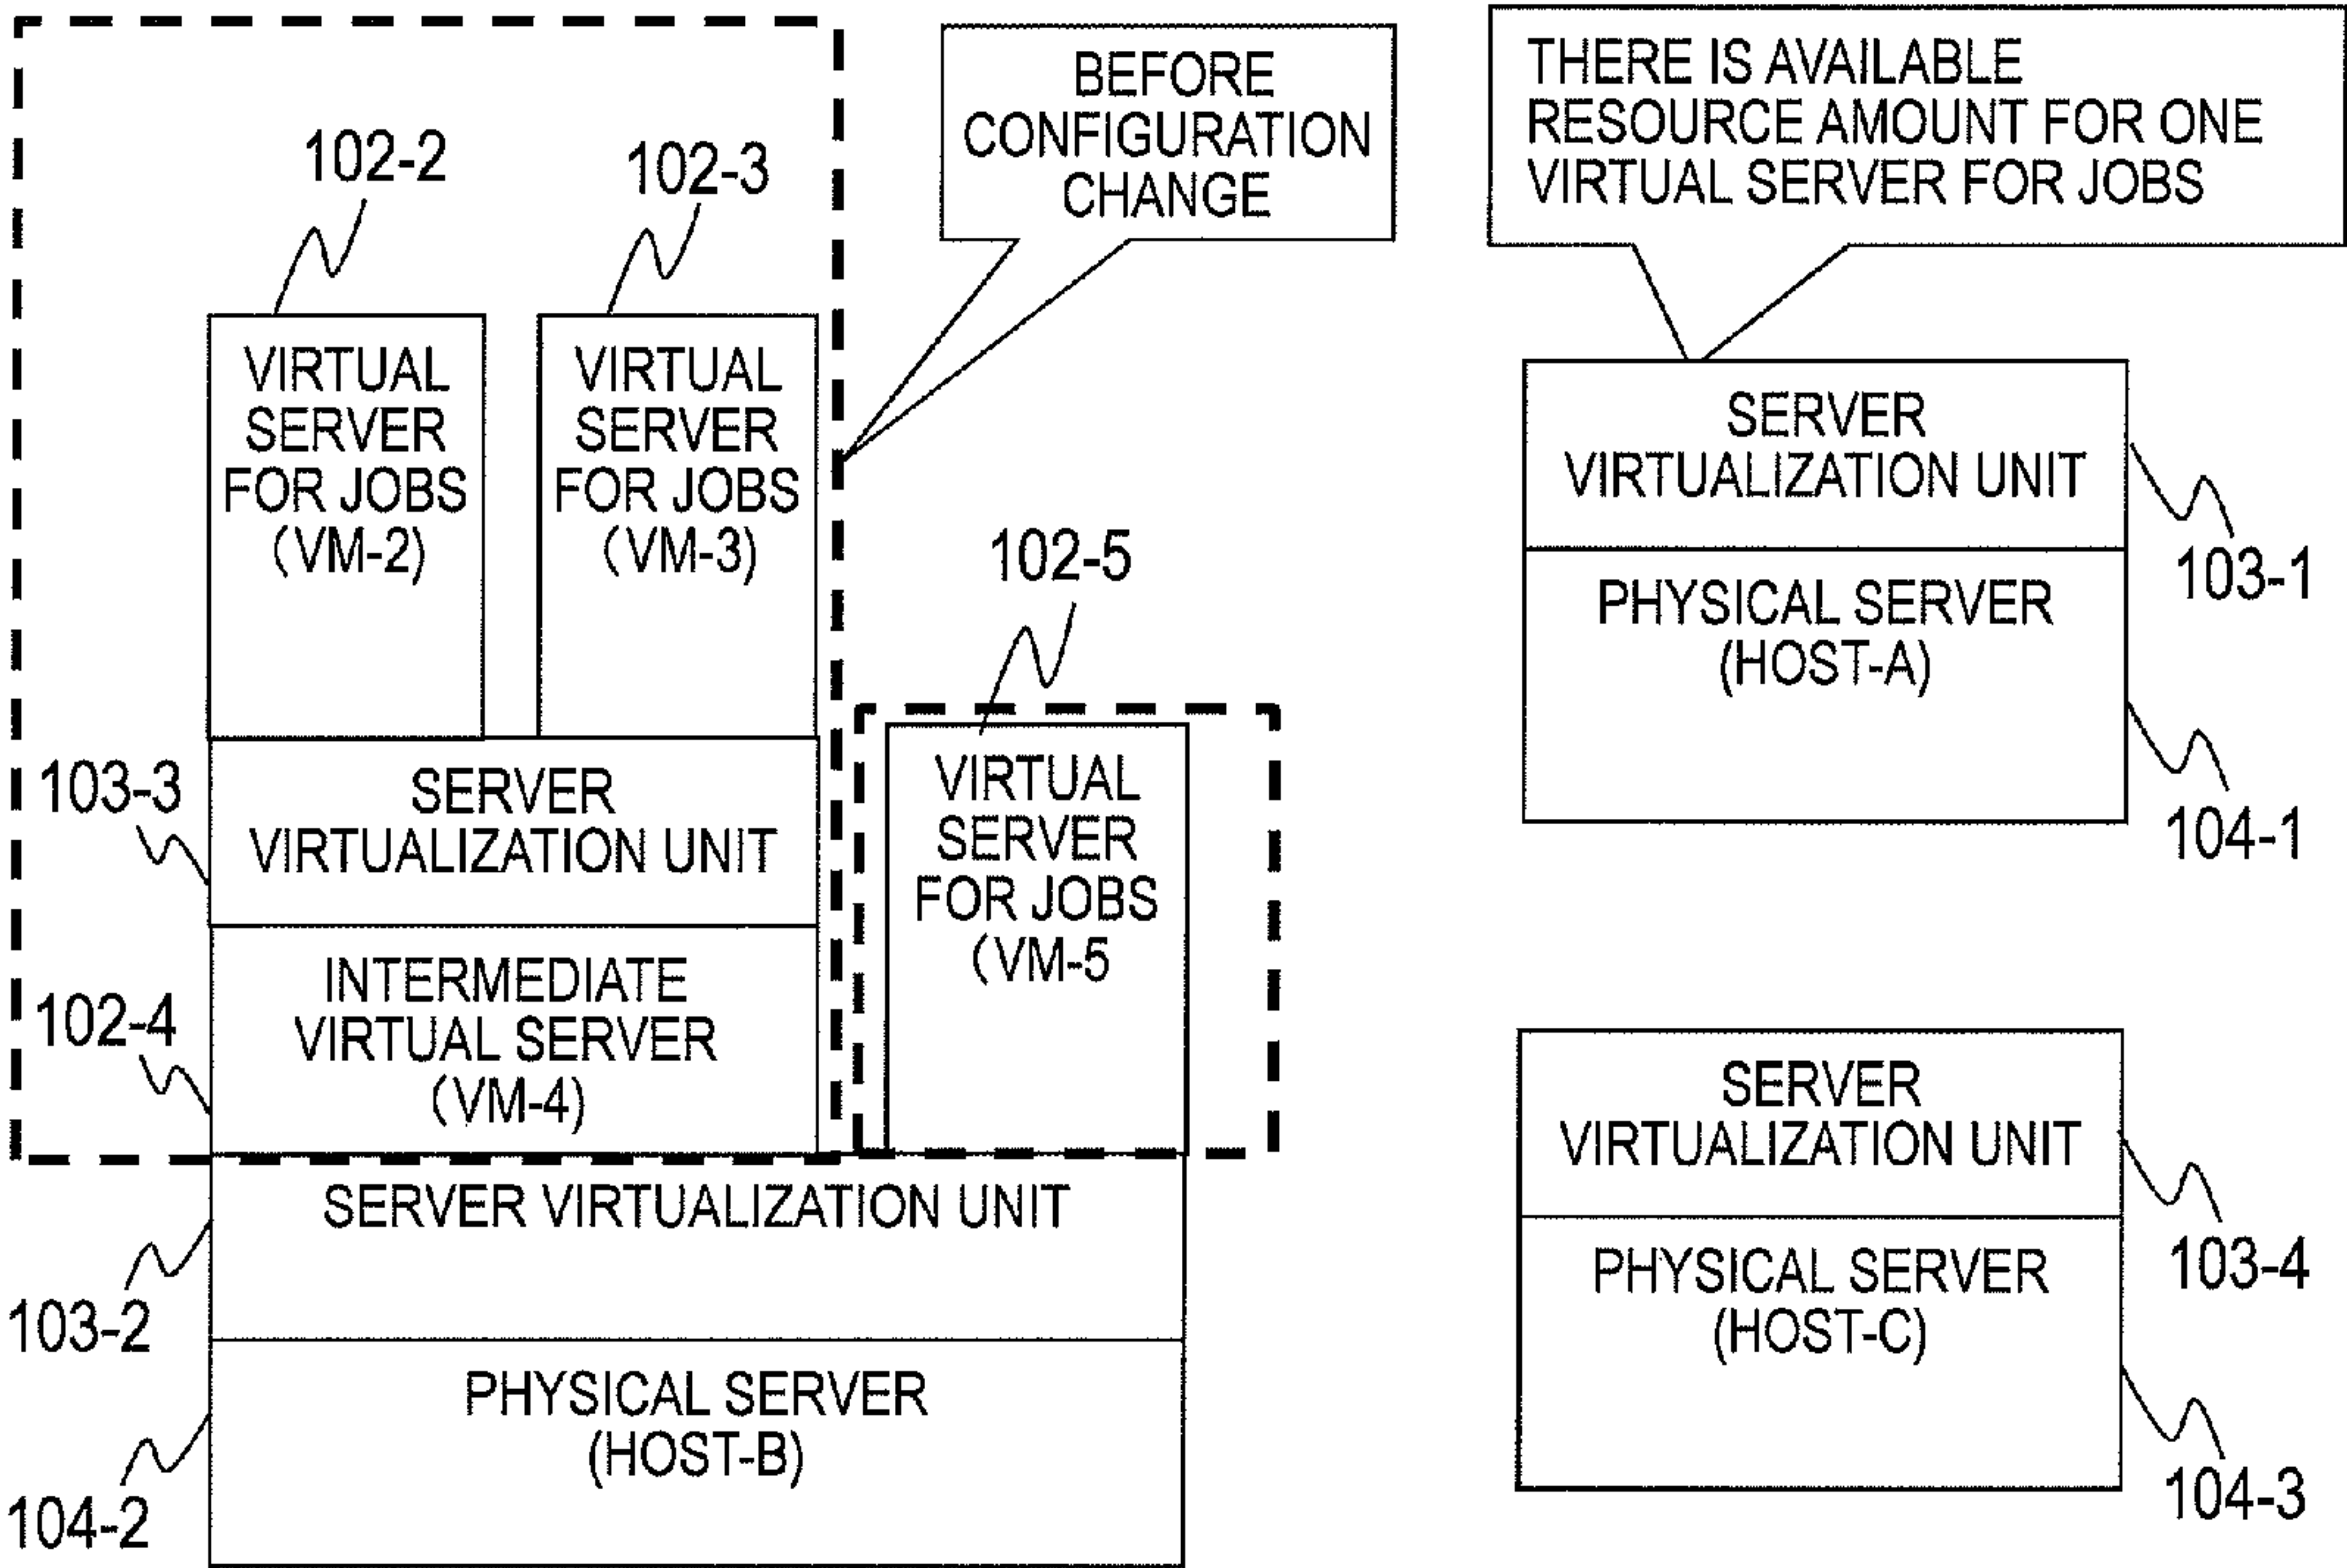 BEFORE
CONFIGURATION
CHANGE
THERE IS AVAILABLE
RESOURCE AMOUNT FOR ONE
VIRTUAL SERVER FOR JOBS
102-2
102-3
VIRTUAL
SERVER
FOR JOBS
(VM-2)
VIRTUAL
SERVER
FOR JOBS
(VM-3)
102-5
SERVER
VIRTUALIZATION UNIT
103-1
PHYSICAL SERVER
(HOST-A)
104-1
103-3
SERVER
VIRTUALIZATION UNIT
VIRTUAL
SERVER
FOR JOBS
(VM-5
102-4
INTERMEDIATE
VIRTUAL SERVER
(VM-4)
SERVER VIRTUALIZATION UNIT
103-2
PHYSICAL SERVER
(HOST-B)
104-2
SERVER
VIRTUALIZATION UNIT
103-4
PHYSICAL SERVER
(HOST-C)
104-3